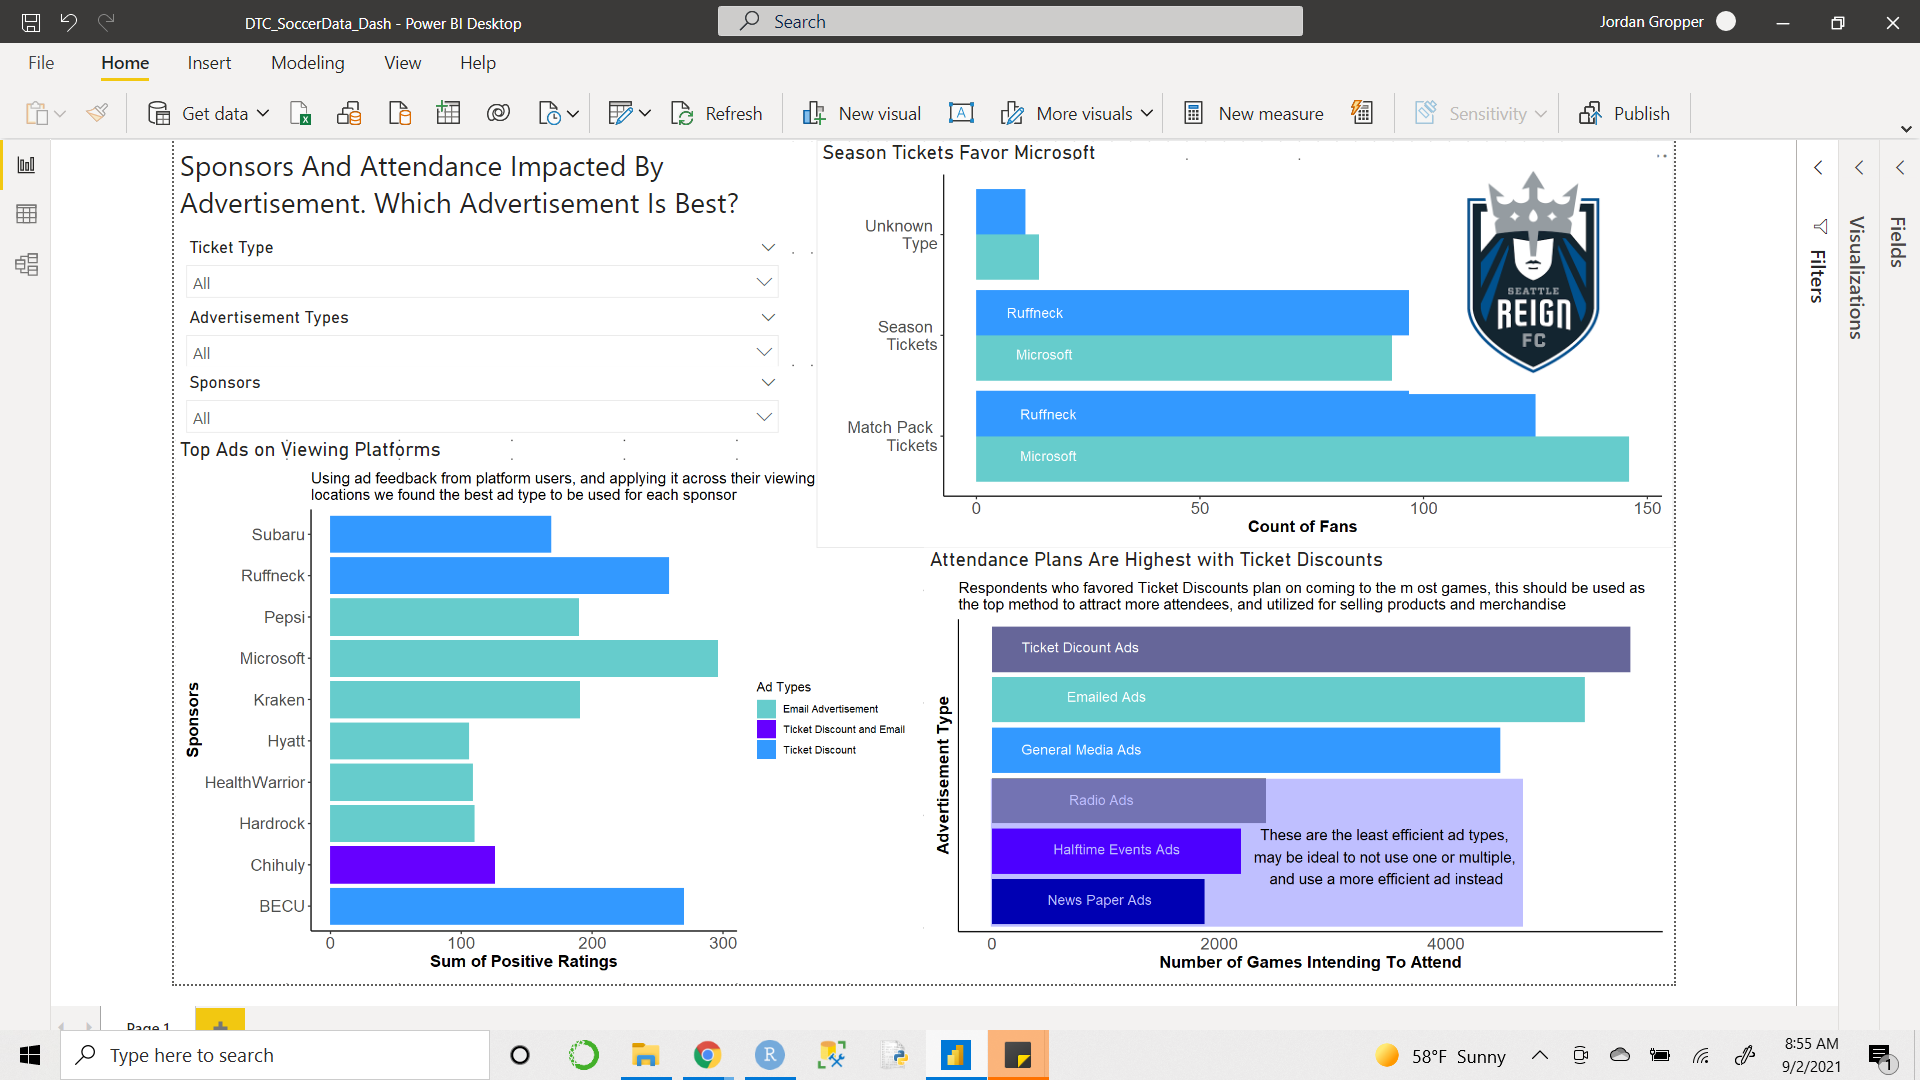 DTC_SoccerData_Dash - Power BI Desktop
Search
Jordan Gropper
File
Home
Insert
Modeling
View
Help
Get data
Refresh
New visual
A
More visuals
New measure
Sensitivity
Publish
Sponsors And Attendance Impacted By
Advertisement. Which Advertisement Is Best?
Ticket Type
All
Advertisement Types
All
Sponsors
All
Season Tickets Favor Microsoft
Unknown
Type
Season
Tickets
Match Pack
Tickets
Ruffneck
Microsoft
Ruffneck
Microsoft
0
50
100
150
Count of Fans
SEATTLE
REIGN
FC
Filters
Visualizations
Fields
Top Ads on Viewing Platforms
Using ad feedback from platform users, and applying it across their viewing
locations we found the best ad type to be used for each sponsor
Sponsors
Subaru
Ruffneck
Pepsi
Microsoft
Kraken
Hyatt
HealthWarrior
Hardrock
Chihuly
BECU
0
100
200
300
Sum of Positive Ratings
Ad Types
Email Advertisement
Ticket Discount and Email
Ticket Discount
Attendance Plans Are Highest with Ticket Discounts
Respondents who favored Ticket Discounts plan on coming to the m ost games, this should be used as
the top method to attract more attendees, and utilized for selling products and merchandise
Advertisement Type
Ticket Dicount Ads
Emailed Ads
General Media Ads
Radio Ads
Halftime Events Ads
News Paper Ads
These are the least efficient ad types,
may be ideal to not use one or multiple,
and use a more efficient ad instead
0
2000
4000
Number of Games Intending To Attend
Page 1
Type here to search
R
58°F Sunny
8:55 AM
9/2/2021
1